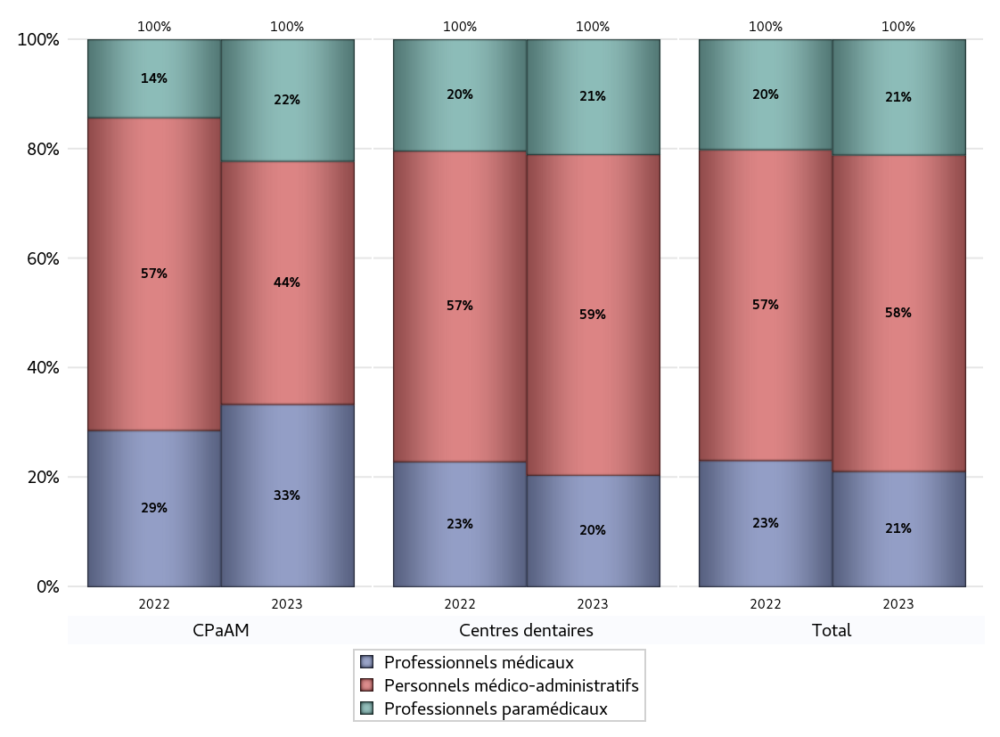 100% 100% 100% 100% 100% 100%
100%
14% 22% 20% 21% 20% 21%
80%
60%
57% 44% 57% 59% 57% 58%
40%
20%
29% 33% 23% 20% 23% 21%
0%
2022 2023 2022 2023 2022 2023
CPaAM Centres dentaires Total
Professionnels médicaux
Personnels médico-administratifs
Professionnels paramédicaux